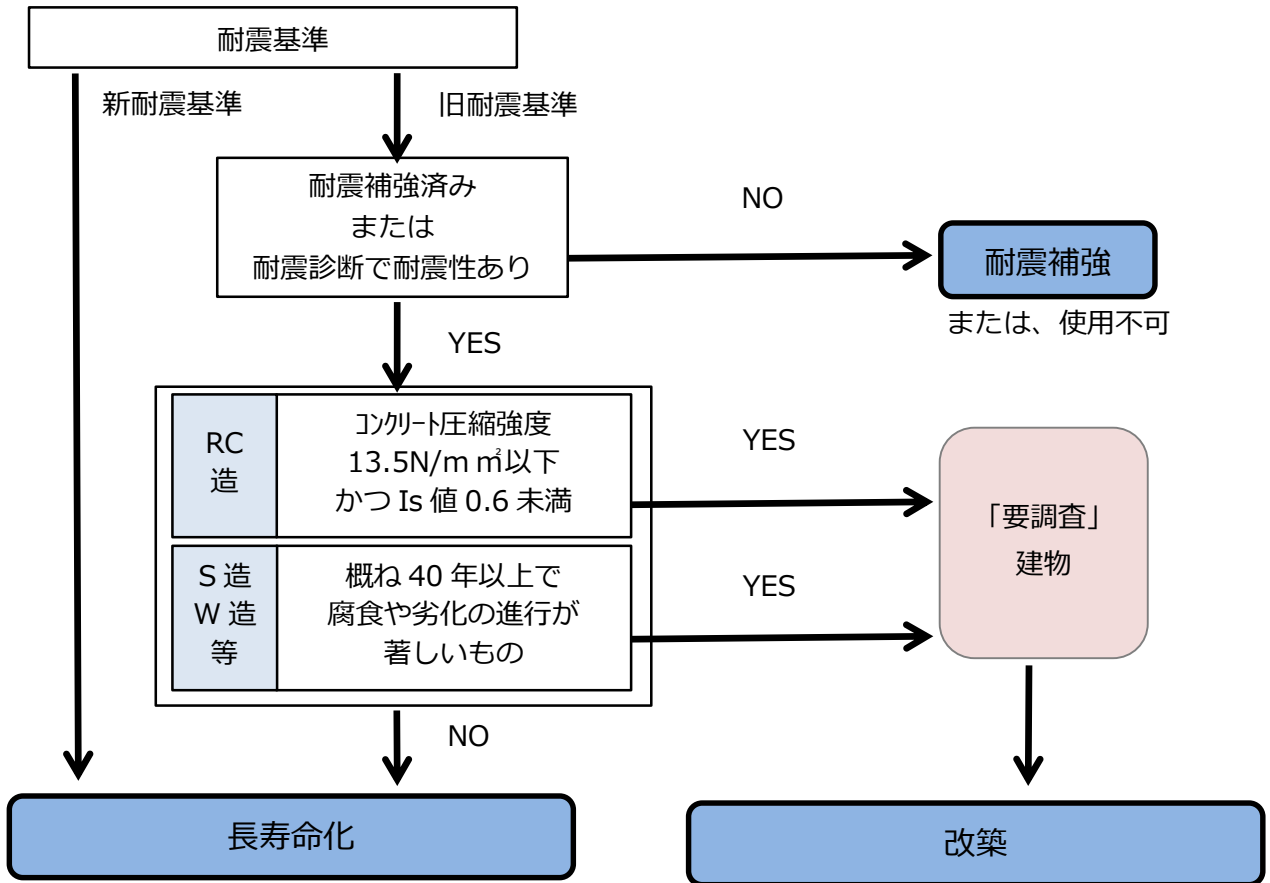 耐震基準
新耐震基準
旧耐震基準
耐震補強済み
または
耐震診断で耐震性あり
NO
耐震補強
または、使用不可
YES
RC
造
ｺﾝｸﾘｰﾄ圧縮強度
13.5N/m㎡以下
かつ Is 値 0.6 未満
YES
「要調査」
建物
S 造
W 造
等
概ね 40 年以上で
腐食や劣化の進行が
著しいもの
YES
NO
長寿命化
改築